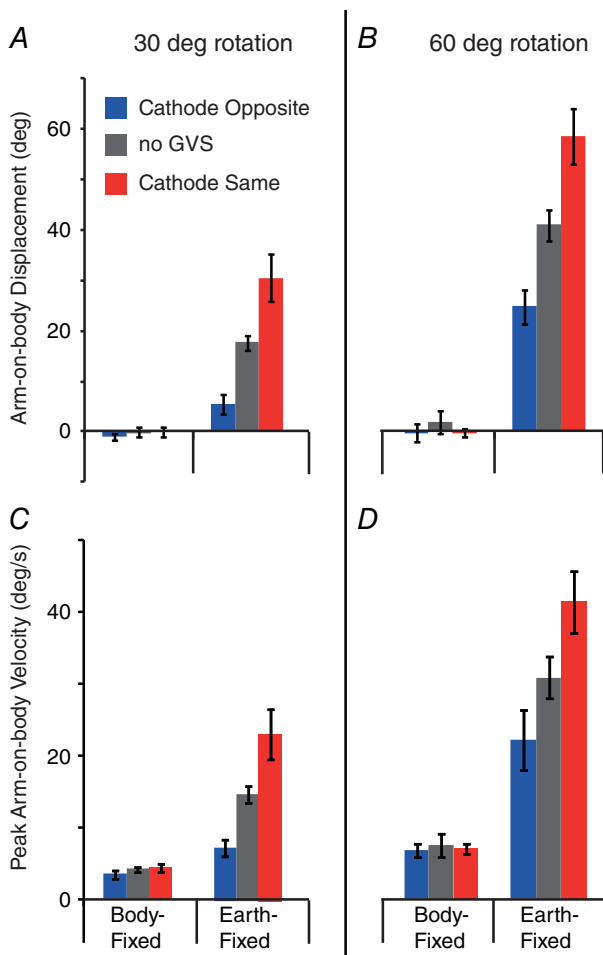 A
30 deg rotation
B
60 deg rotation
Cathode Opposite
no GVS
Cathode Same
Arm-on-body Displacement (deg)
60
40
20
0
C
D
Peak Arm-on-body Velocity (deg/s)
40
20
0
Body-
Fixed
Earth-
Fixed
Body-
Fixed
Earth-
Fixed